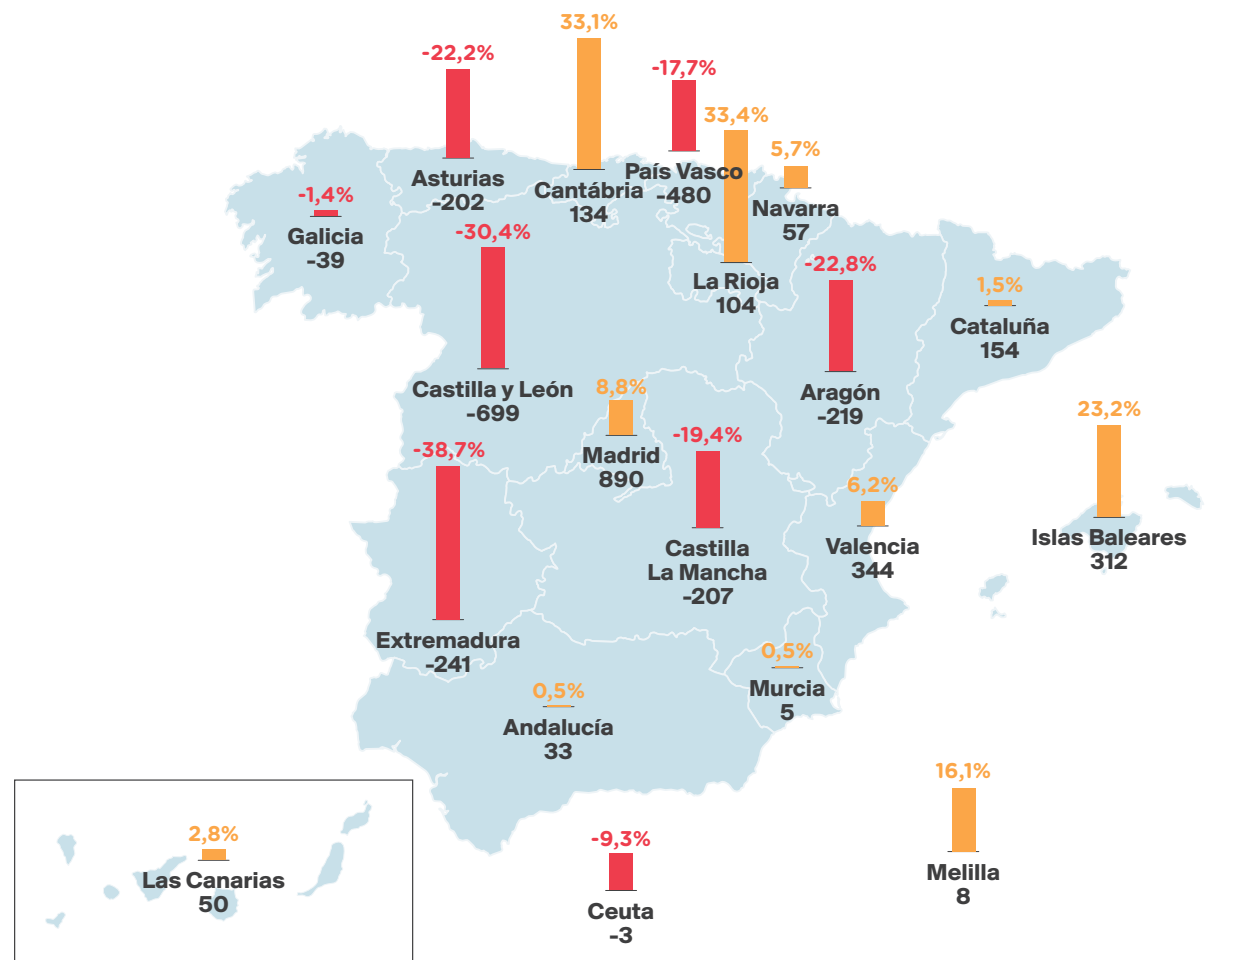 33,1%
Cantábria
134
-22,2%
Asturias
-202
-17,7%
País Vasco
-480
33,4%
La Rioja
104
5,7%
Navarra
57
-1,4%
Galicia
-39
-30,4%
Castilla y León
-699
-22,8%
Aragón
-219
1,5%
Cataluña
154
8,8%
Madrid
890
23,2%
Islas Baleares
312
-38,7%
Extremadura
-241
-19,4%
Castilla
La Mancha
-207
6,2%
Valencia
344
0,5%
Murcia
5
0,5%
Andalucía
33
16,1%
Melilla
8
2,8%
Las Canarias
50
-9,3%
Ceuta
-3